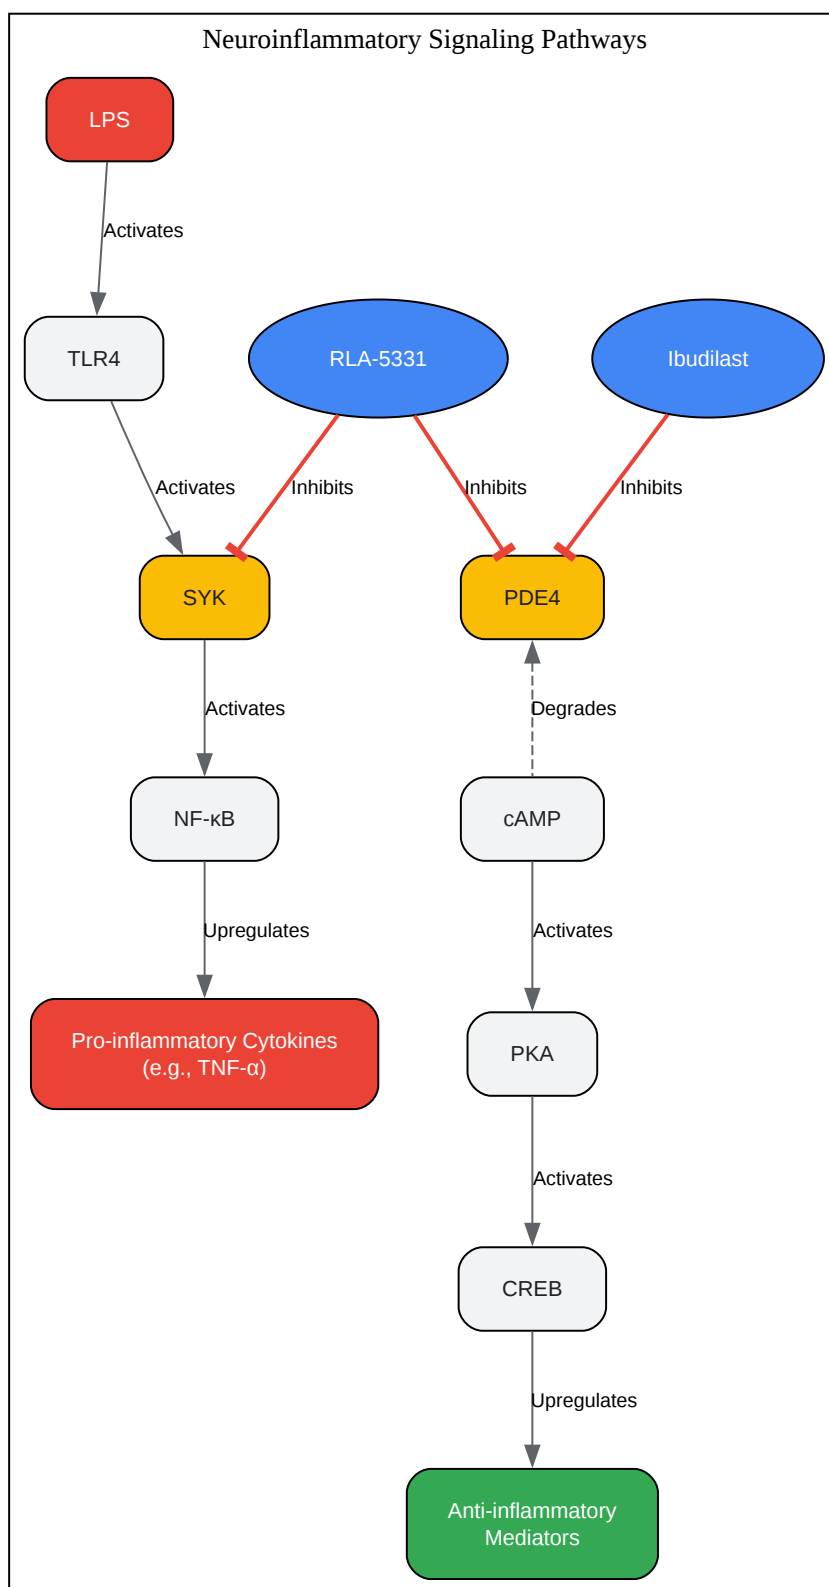 Neuroinflammatory Signaling Pathways
LPS
Activates
TLR4
RLA-5331
Ibudilast
Activates
Inhibits
Inhibits
Inhibits
SYK
PDE4
Activates
Degrades
NF-κB
cAMP
Upregulates
Activates
Pro-inflammatory Cytokines
(e.g., TNF-α)
PKA
Activates
CREB
Upregulates
Anti-inflammatory
Mediators